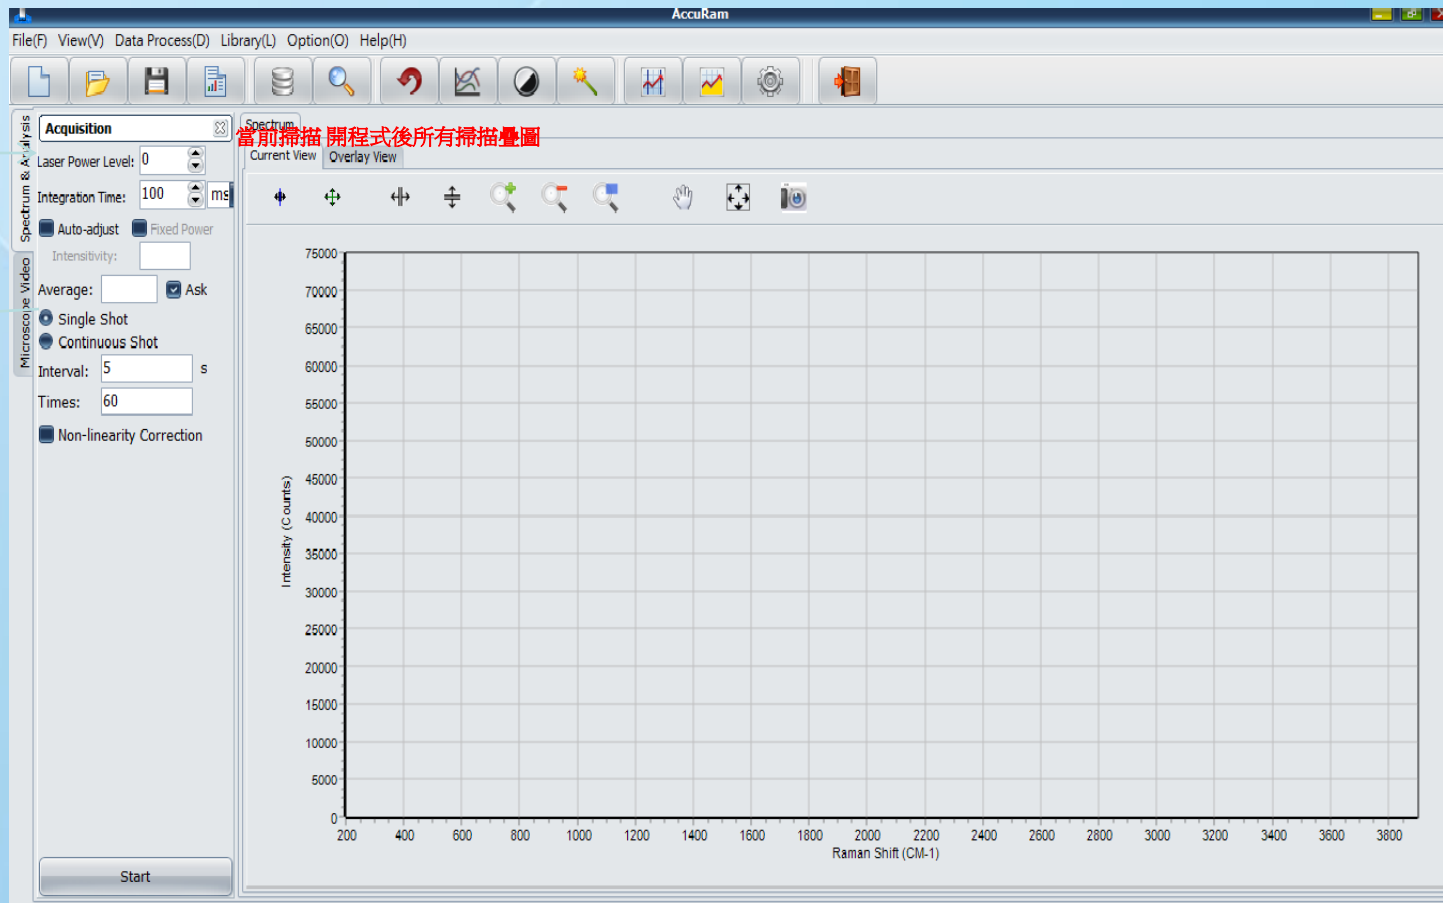 AccuRam
File(F) View(V) Data Process(D) Library(L) Option(O) Help(H)
Spectrum & Analysis
Microscope Video
Acquisition
Laser Power Level: 0
Integration Time: 100 ms
Auto-adjust Fixed Power
Intensitivity:
Average: Ask
Single Shot
Continuous Shot
Interval: 5 s
Times: 60
Non-linearity Correction
Start
Spectrum
當前掃描 開程式後所有掃描疊圖
Current View Overlay View
75000
70000
65000
60000
55000
50000
45000
40000
35000
30000
25000
20000
15000
10000
5000
0
Intensity (Counts)
200 400 600 800 1000 1200 1400 1600 1800 2000 2200 2400 2600 2800 3000 3200 3400 3600 3800
Raman Shift (CM-1)